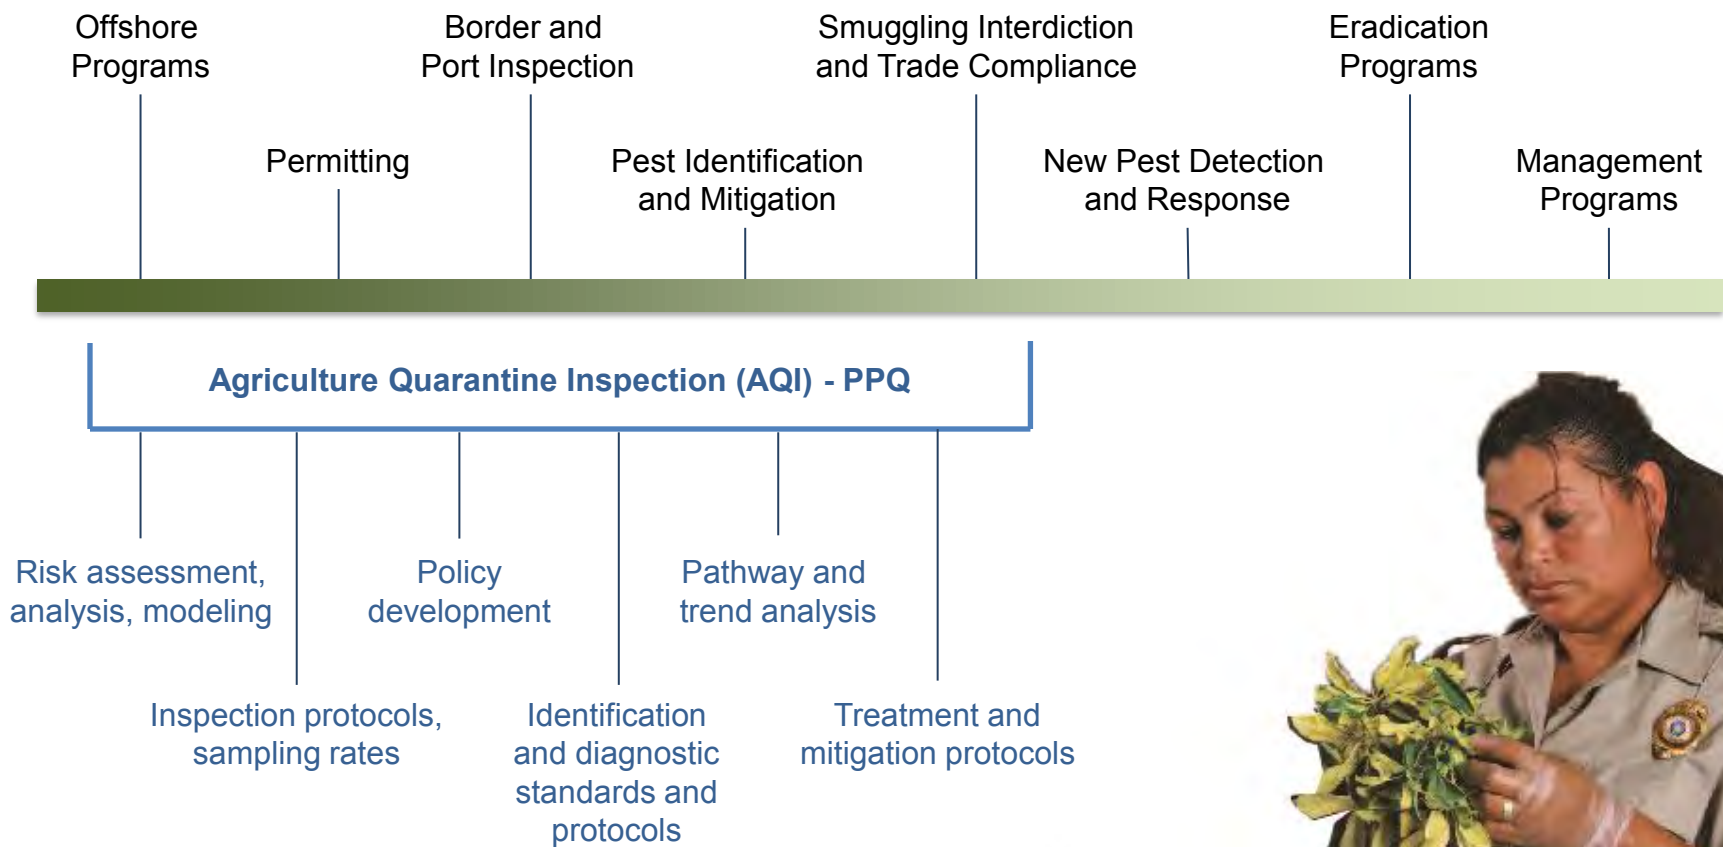 Offshore
Programs
Border and
Port Inspection
Smuggling Interdiction
and Trade Compliance
Eradication
Programs
Permitting
Pest Identification
and Mitigation
New Pest Detection
and Response
Management
Programs
Agriculture Quarantine Inspection (AQI) - PPQ
Risk assessment,
analysis, modeling
Policy
development
Pathway and
trend analysis
Inspection protocols,
sampling rates
Identification
and diagnostic
standards and
protocols
Treatment and
mitigation protocols